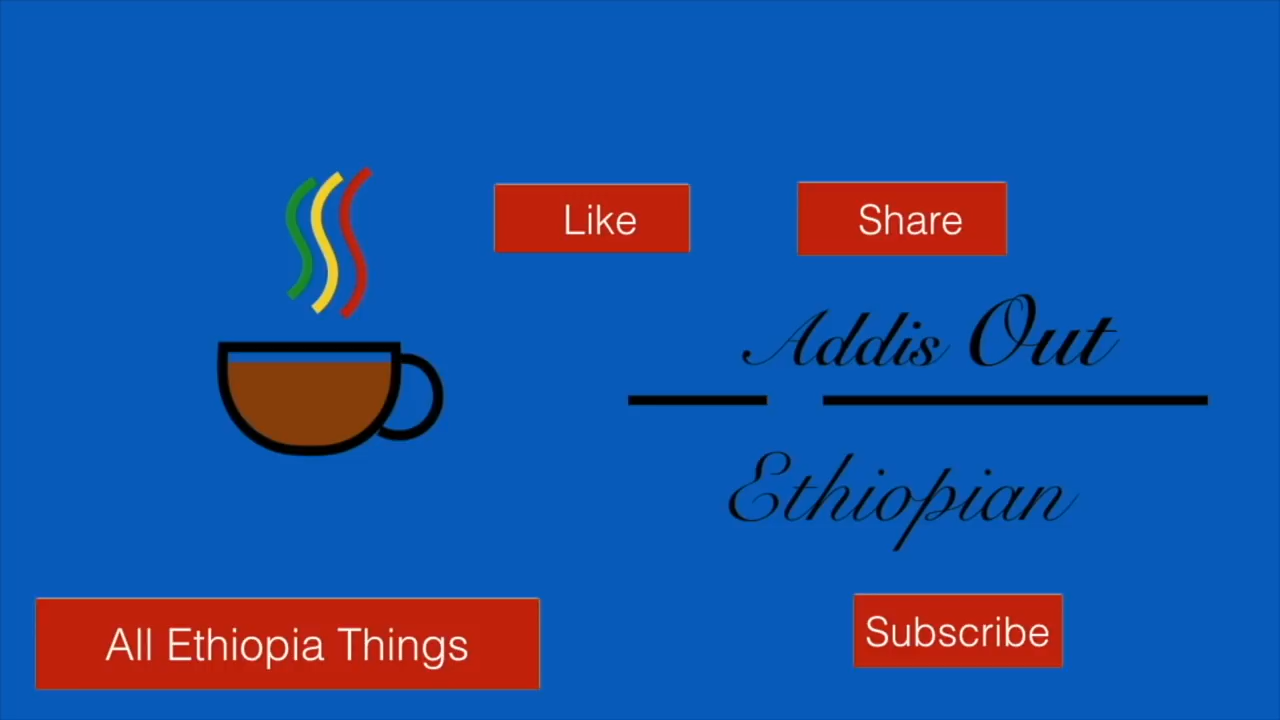 Like
Share
Addis Out
Ethiopian
All Ethiopia Things
Subscribe